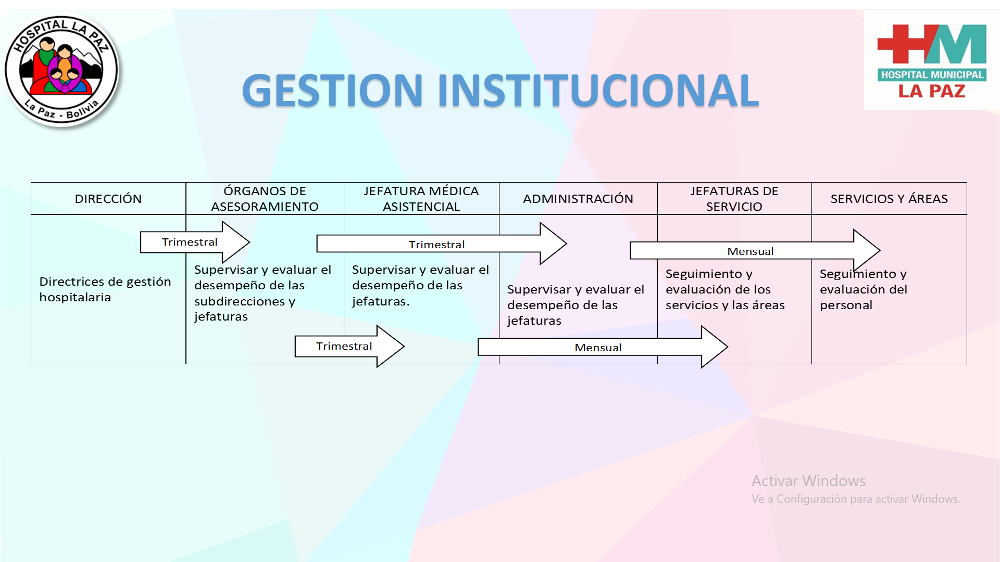 HOSPITAL LA PAZ
La Paz - Bolivia
HM
HOSPITAL MUNICIPAL
LA PAZ
GESTION INSTITUCIONAL
DIRECCIÓN
ÓRGANOS DE
ASESORAMIENTO
JEFATURA MÉDICA
ASISTENCIAL
ADMINISTRACIÓN
JEFATURAS DE
SERVICIO
SERVICIOS Y ÁREAS
Trimestral
Trimestral
Mensual
Directrices de gestión
hospitalaria
Supervisar y evaluar el
desempeño de las
subdirecciones y
jefaturas
Supervisar y evaluar el
desempeño de las
jefaturas.
Supervisar y evaluar el
desempeño de las
jefaturas
Seguimiento y
evaluación de los
servicios y las áreas
Seguimiento y
evaluación del
personal
Trimestral
Mensual
Activar Windows
Ve a Configuración para activar Windows.